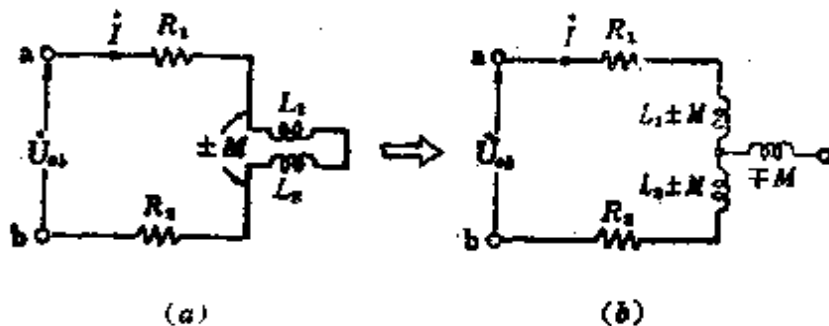 a İ R₁ L₁ ± M L₂ U̇ₐb R₂ b
(a)
a İ R₁ L₁ ± M ∓ M L₂ ± M U̇ₐb R₂ b
(b)